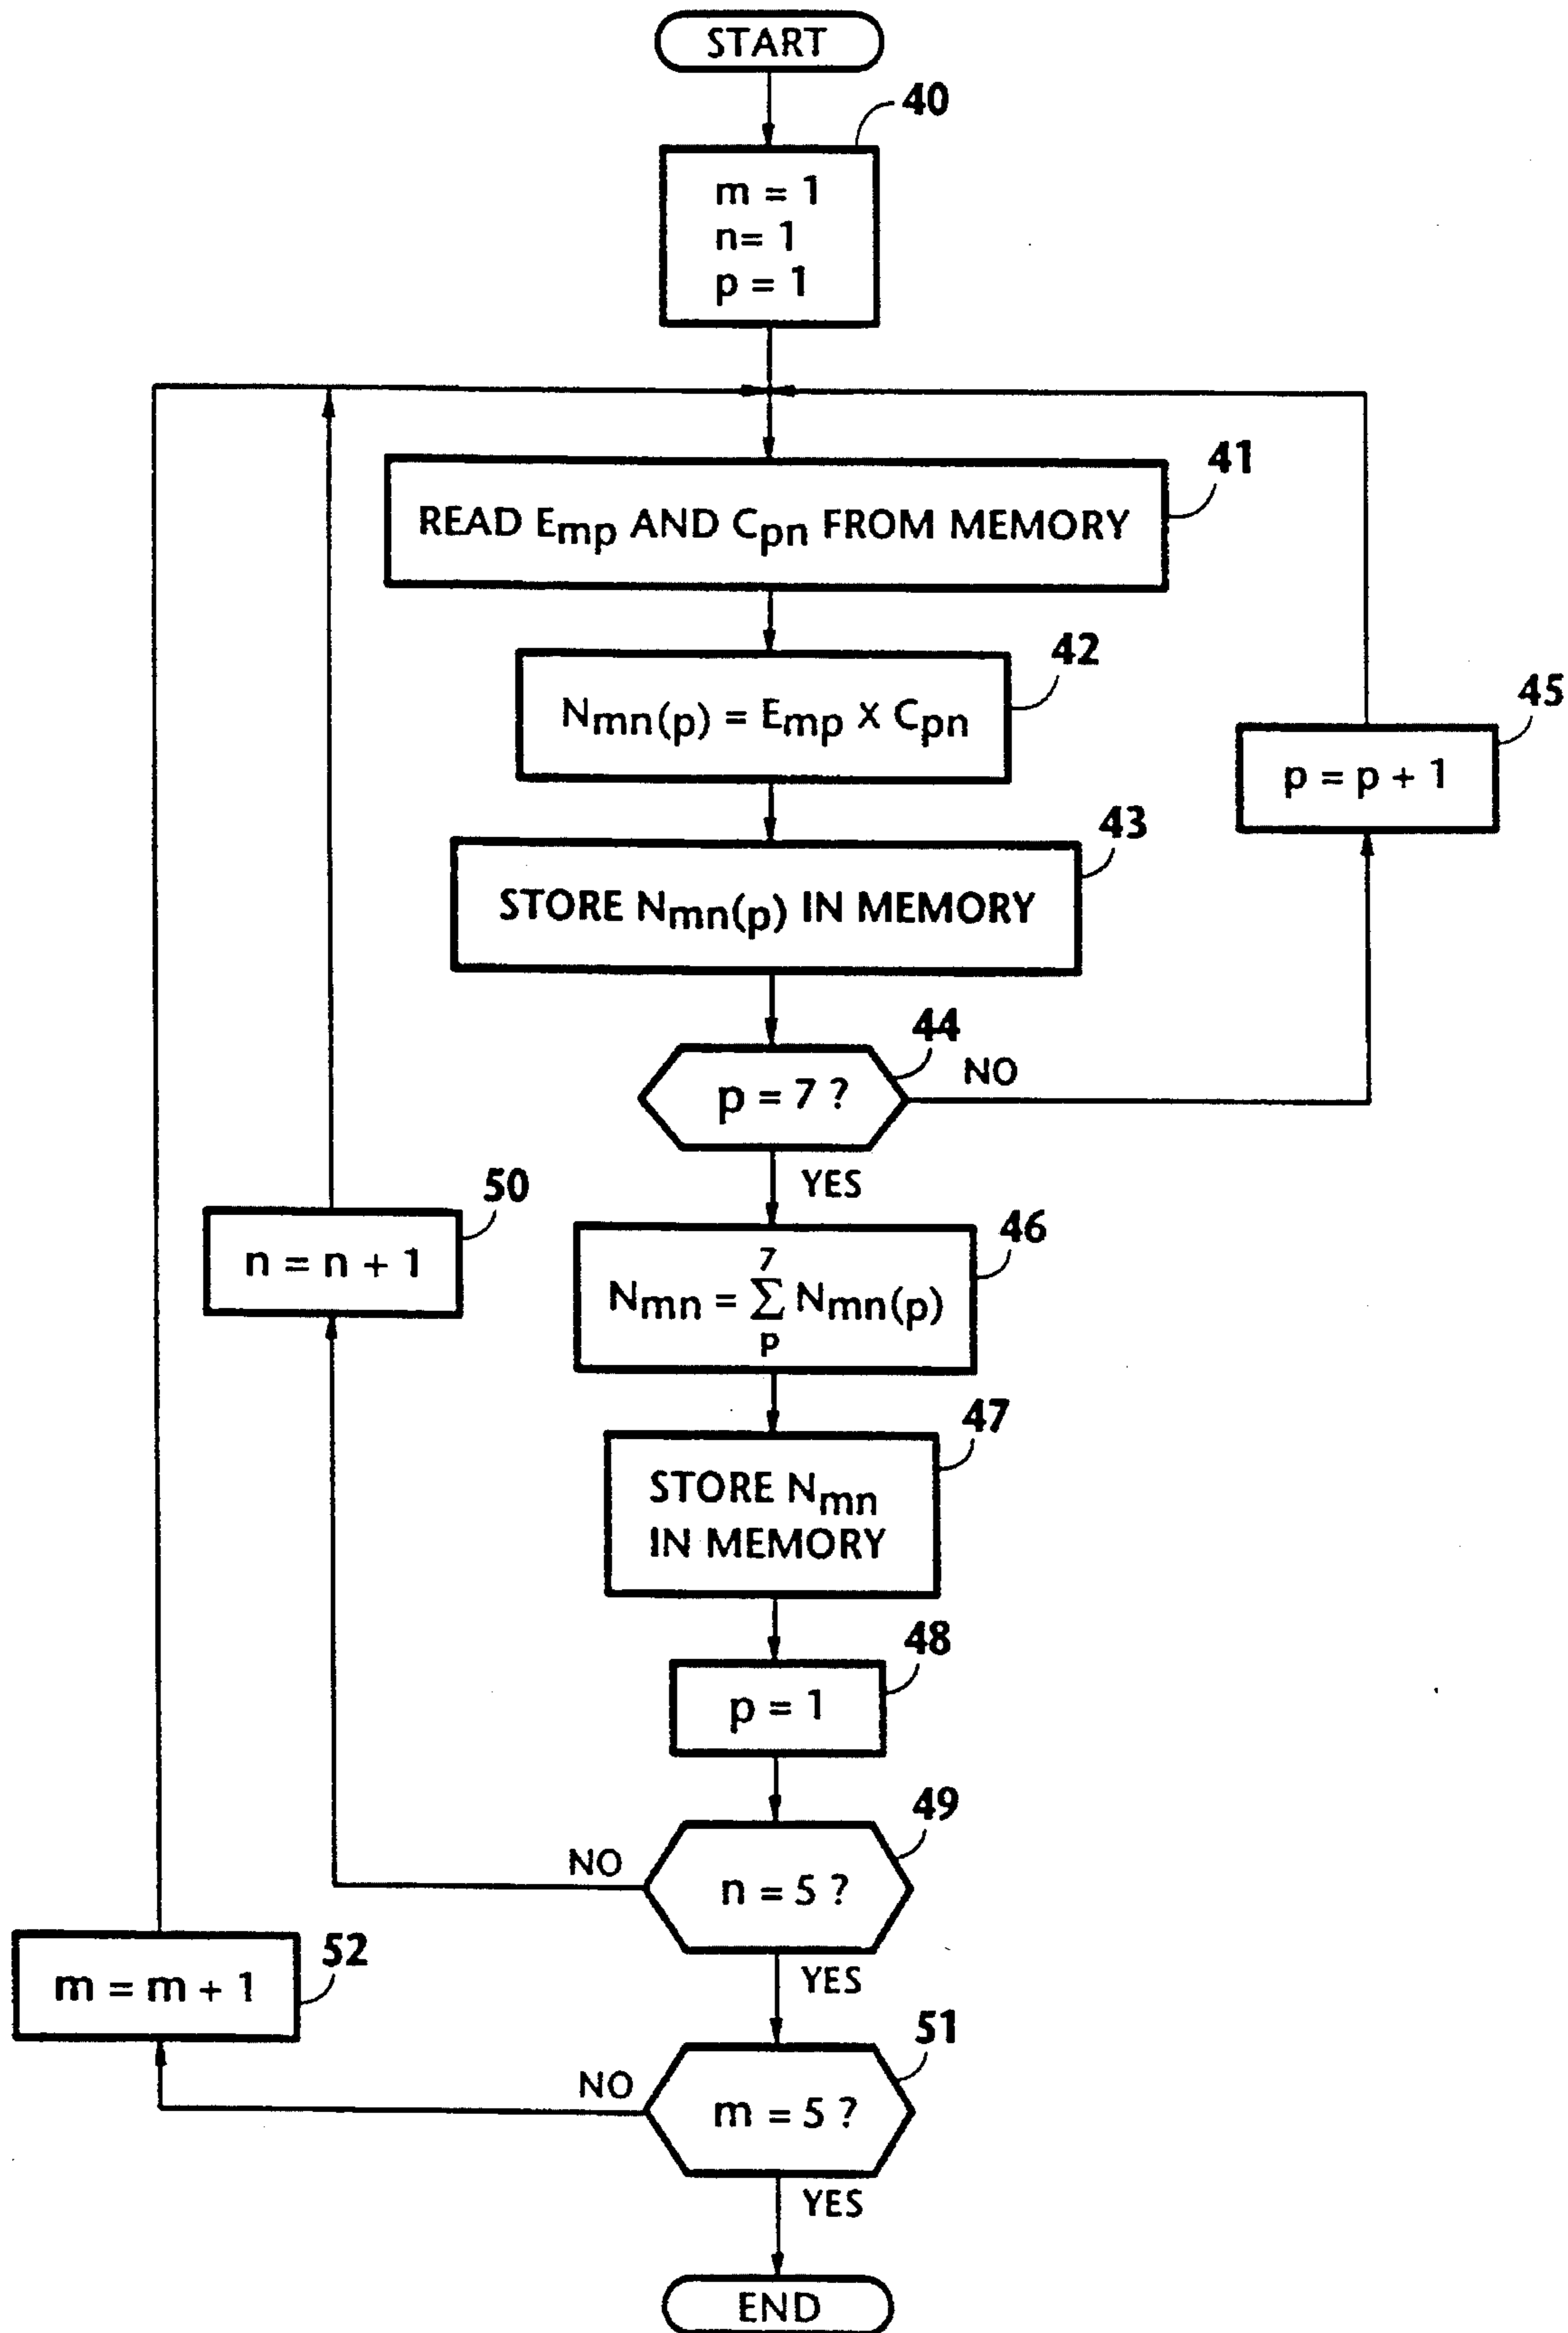 START
40
m = 1
n= 1
p = 1
41
READ Emp AND Cpn FROM MEMORY
42
Nmn(p) = Emp X Cpn
45
p = p + 1
43
STORE Nmn(p) IN MEMORY
44
p = 7 ?
NO
YES
50
n = n + 1
46
7
Nmn = Σ Nmn(p)
p
47
STORE Nmn
IN MEMORY
48
p = 1
49
NO
n = 5 ?
YES
52
m = m + 1
51
NO
m = 5 ?
YES
END